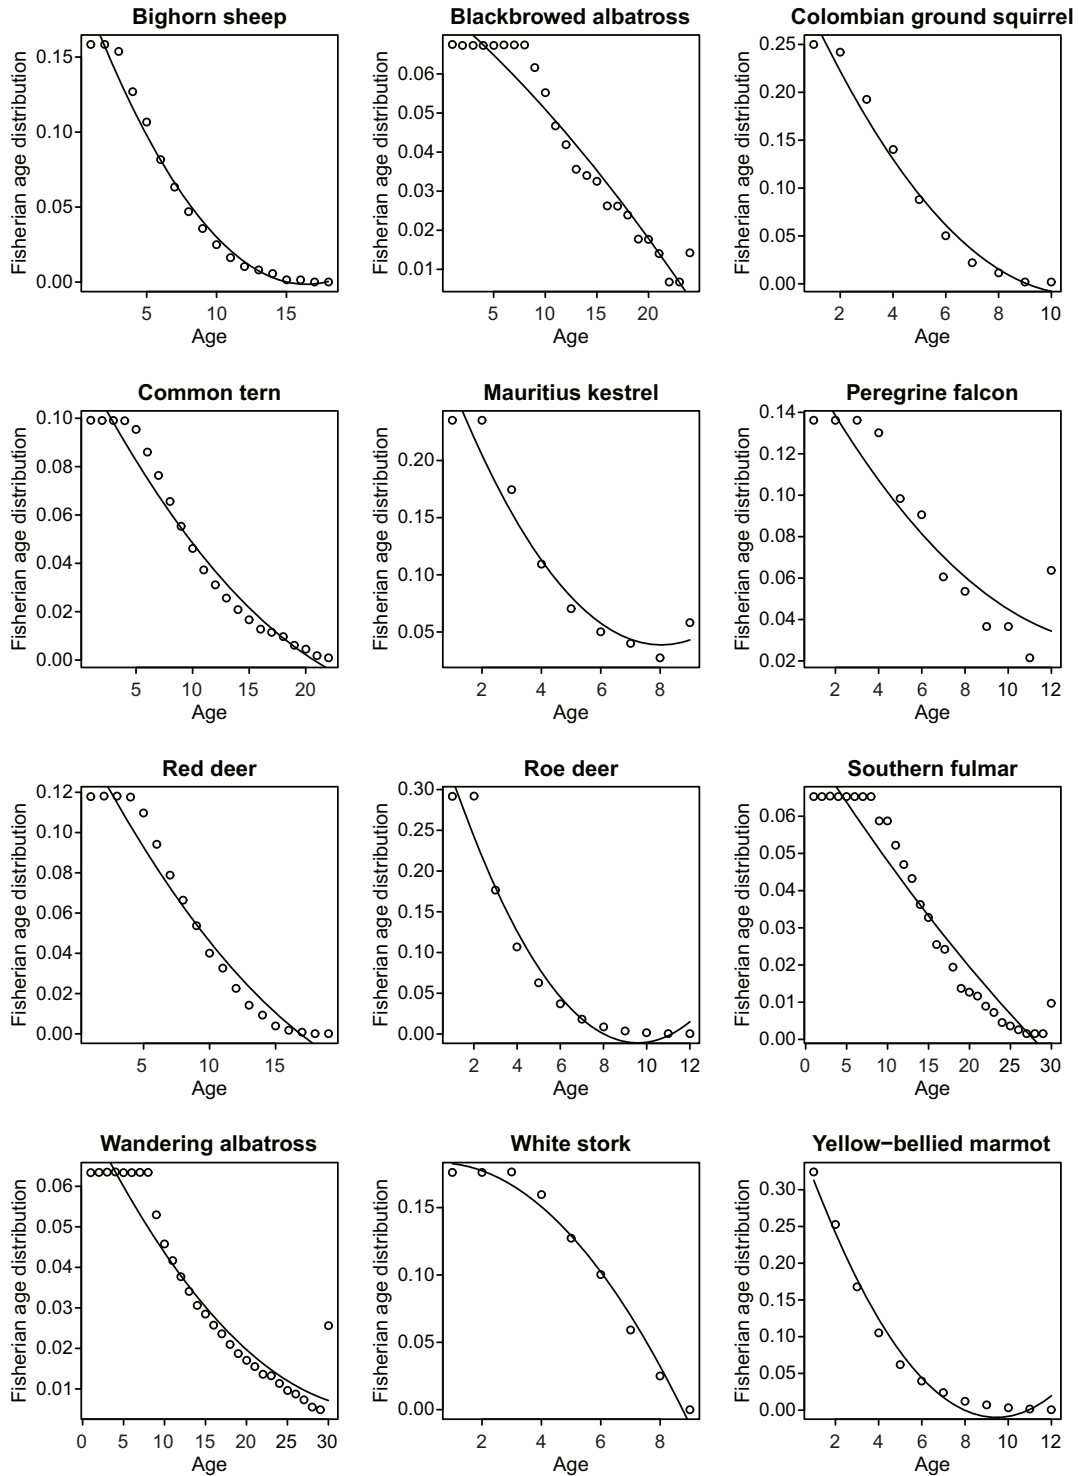 Bighorn sheep
Fisherian age distribution
0.15
0.10
0.05
0.00
5 10 15
Age
Blackbrowed albatross
Fisherian age distribution
0.06
0.05
0.04
0.03
0.02
0.01
5 10 15 20
Age
Colombian ground squirrel
Fisherian age distribution
0.25
0.20
0.15
0.10
0.05
0.00
2 4 6 8 10
Age
Common tern
Fisherian age distribution
0.10
0.08
0.06
0.04
0.02
0.00
5 10 15 20
Age
Mauritius kestrel
Fisherian age distribution
0.20
0.15
0.10
0.05
2 4 6 8
Age
Peregrine falcon
Fisherian age distribution
0.14
0.12
0.10
0.08
0.06
0.04
0.02
2 4 6 8 10 12
Age
Red deer
Fisherian age distribution
0.12
0.10
0.08
0.06
0.04
0.02
0.00
5 10 15
Age
Roe deer
Fisherian age distribution
0.30
0.25
0.20
0.15
0.10
0.05
0.00
2 4 6 8 10 12
Age
Southern fulmar
Fisherian age distribution
0.06
0.05
0.04
0.03
0.02
0.01
0.00
0 5 10 15 20 25 30
Age
Wandering albatross
Fisherian age distribution
0.06
0.05
0.04
0.03
0.02
0.01
0 5 10 15 20 25 30
Age
White stork
Fisherian age distribution
0.15
0.10
0.05
0.00
2 4 6 8
Age
Yellow−bellied marmot
Fisherian age distribution
0.30
0.25
0.20
0.15
0.10
0.05
0.00
2 4 6 8 10 12
Age